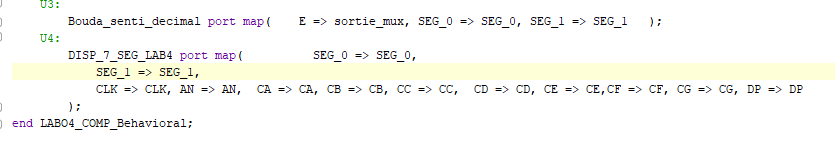 U3:
Bouda_senti_decimal port map( E => sortie_mux, SEG_0 => SEG_0, SEG_1 => SEG_1 );
U4:
DISP_7_SEG_LAB4 port map( SEG_0 => SEG_0,
SEG_1 => SEG_1,
CLK => CLK, AN => AN, CA => CA, CB => CB, CC => CC, CD => CD, CE => CE,CF => CF, CG => CG, DP => DP
);
end LABO4_COMP_Behavioral;